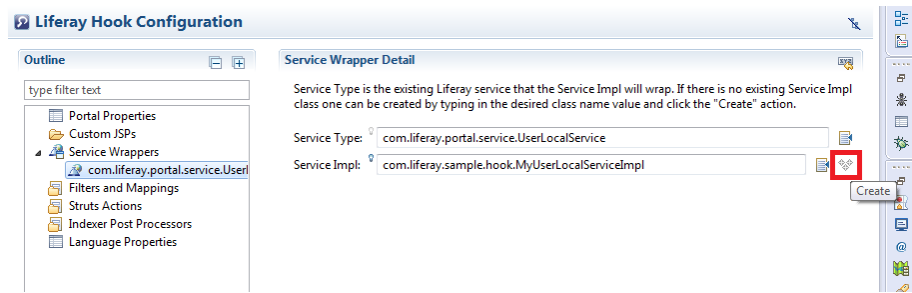 Liferay Hook Configuration
Outline
type filter text
Portal Properties
Custom JSPs
Service Wrappers
com.liferay.portal.service.Userl
Filters and Mappings
Struts Actions
Indexer Post Processors
Language Properties
Service Wrapper Detail
Service Type is the existing Liferay service that the Service Impl will wrap. If there is no existing Service Impl
class one can be created by typing in the desired class name value and click the "Create" action.
Service Type: com.liferay.portal.service.UserLocalService
Service Impl: com.liferay.sample.hook.MyUserLocalServiceImpl
Create